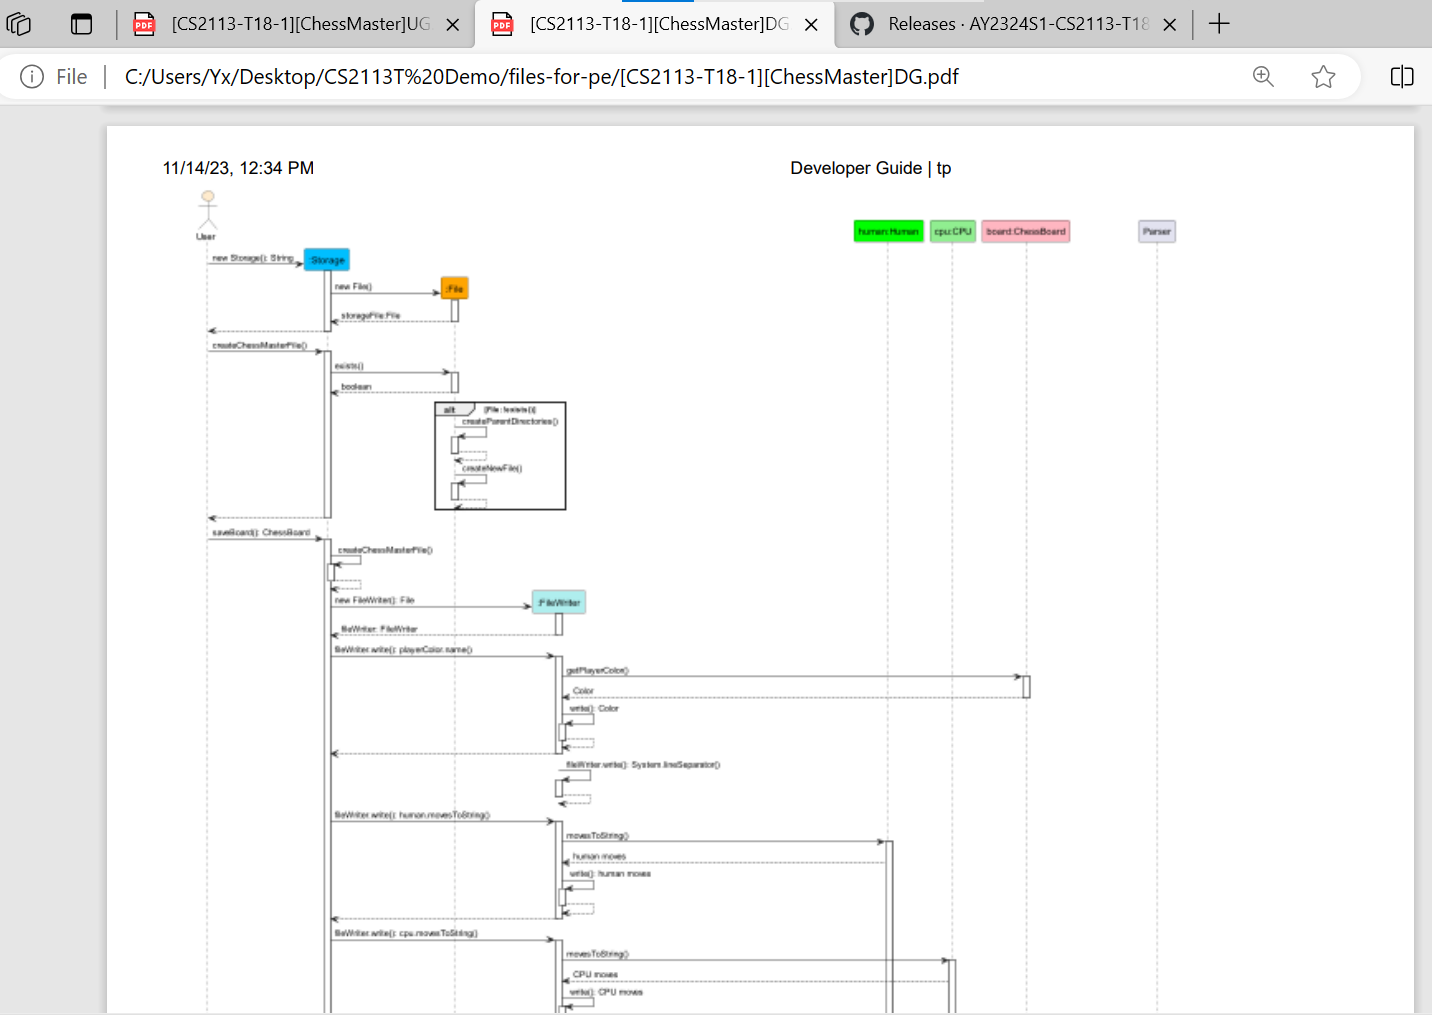 [CS2113-T18-1][ChessMaster]UG
[CS2113-T18-1][ChessMaster]DG
Releases · AY2324S1-CS2113-T18
File
C:/Users/Yx/Desktop/CS2113T%20Demo/files-for-pe/[CS2113-T18-1][ChessMaster]DG.pdf
11/14/23, 12:34 PM
Developer Guide | tp
User
human:Human
cpu:CPU
board:ChessBoard
Parser
new Storage(): String
:Storage
new File()
:File
storageFile:File
createChessMasterFile()
exists()
boolean
alt
[File : !exists()]
createParentDirectories()
createNewFile()
saveBoard(): ChessBoard
createChessMasterFile()
new FileWriter(): File
:FileWriter
fileWriter: FileWriter
fileWriter.write(): playerColor.name()
getPlayerColor()
Color
write(): Color
fileWriter.write(): System.lineSeparator()
fileWriter.write(): human.movesToString()
movesToString()
human moves
write(): human moves
fileWriter.write(): cpu.movesToString()
movesToString()
CPU moves
write(): CPU moves